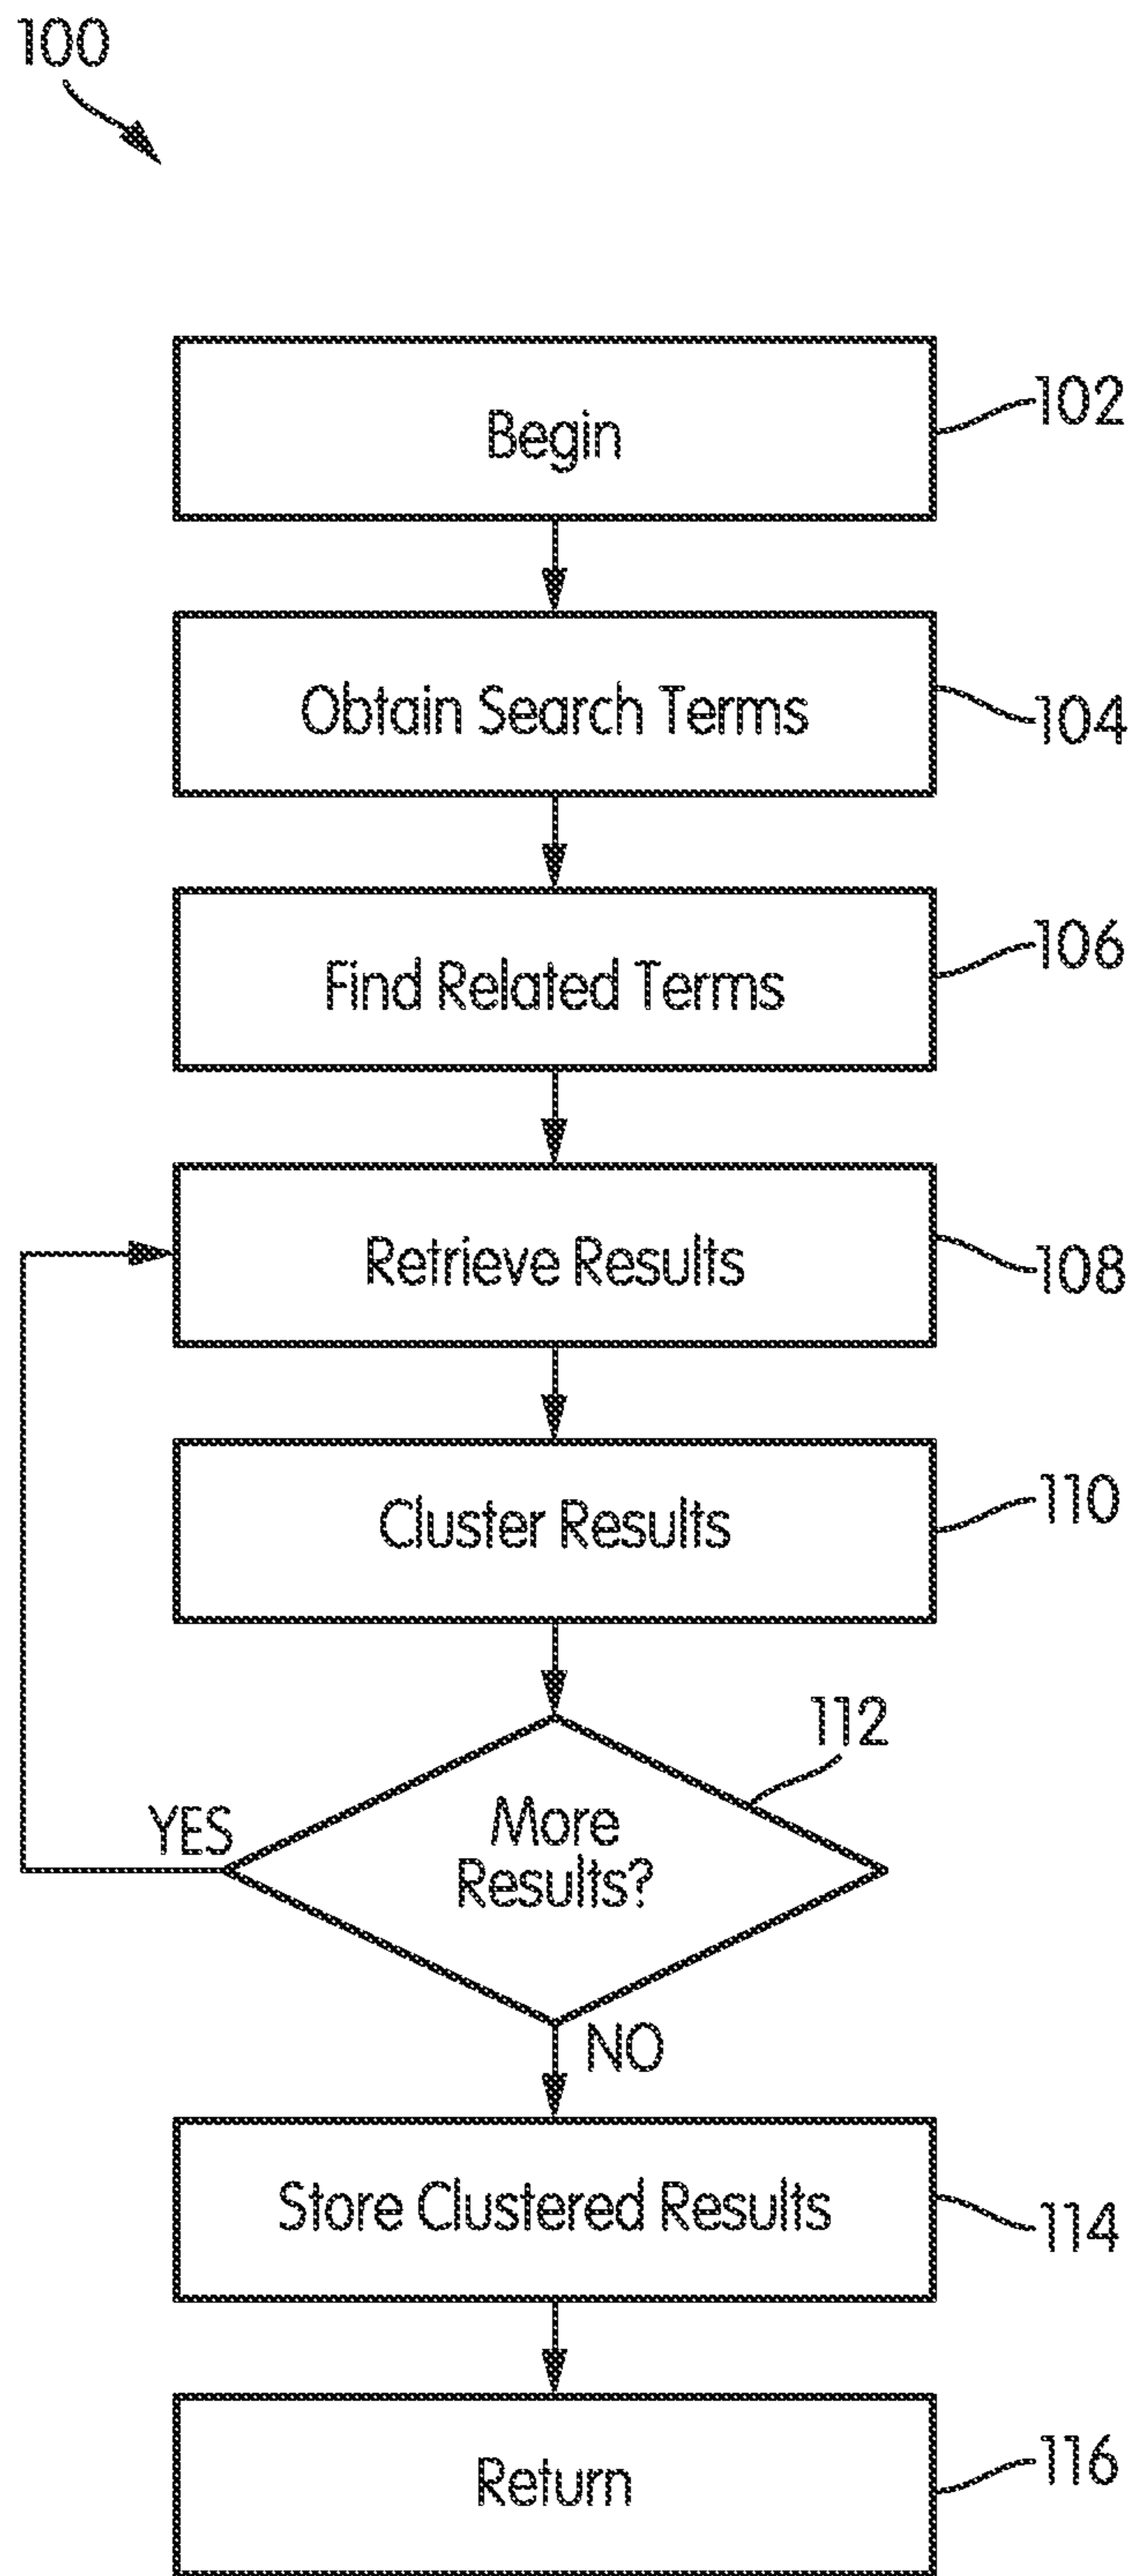 100
Begin
102
Obtain Search Terms
104
Find Related Terms
106
Retrieve Results
108
Cluster Results
110
112
More
Results?
YES
NO
Store Clustered Results
114
Return
116